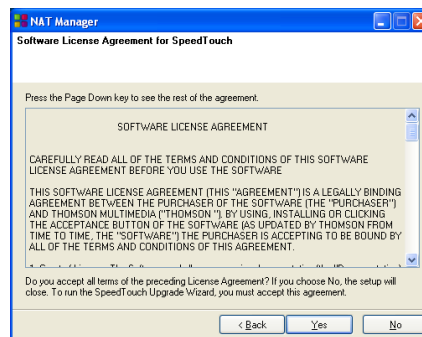 NAT Manager
Software License Agreement for SpeedTouch
Press the Page Down key to see the rest of the agreement.
SOFTWARE LICENSE AGREEMENT
CAREFULLY READ ALL OF THE TERMS AND CONDITIONS OF THIS SOFTWARE
LICENSE AGREEMENT BEFORE YOU USE THE SOFTWARE
THIS SOFTWARE LICENSE AGREEMENT (THIS "AGREEMENT") IS A LEGALLY BINDING
AGREEMENT BETWEEN THE PURCHASER OF THE SOFTWARE (THE "PURCHASER")
AND THOMSON MULTIMEDIA ("THOMSON "). BY USING, INSTALLING OR CLICKING
THE ACCEPTANCE BUTTON OF THE SOFTWARE (AS UPDATED BY THOMSON FROM
TIME TO TIME, THE "SOFTWARE") THE PURCHASER IS ACCEPTING TO BE BOUND BY
ALL OF THE TERMS AND CONDITIONS OF THIS AGREEMENT.
Do you accept all terms of the preceding License Agreement? If you choose No, the setup will
close. To run the SpeedTouch Upgrade Wizard, you must accept this agreement.
< Back Yes No